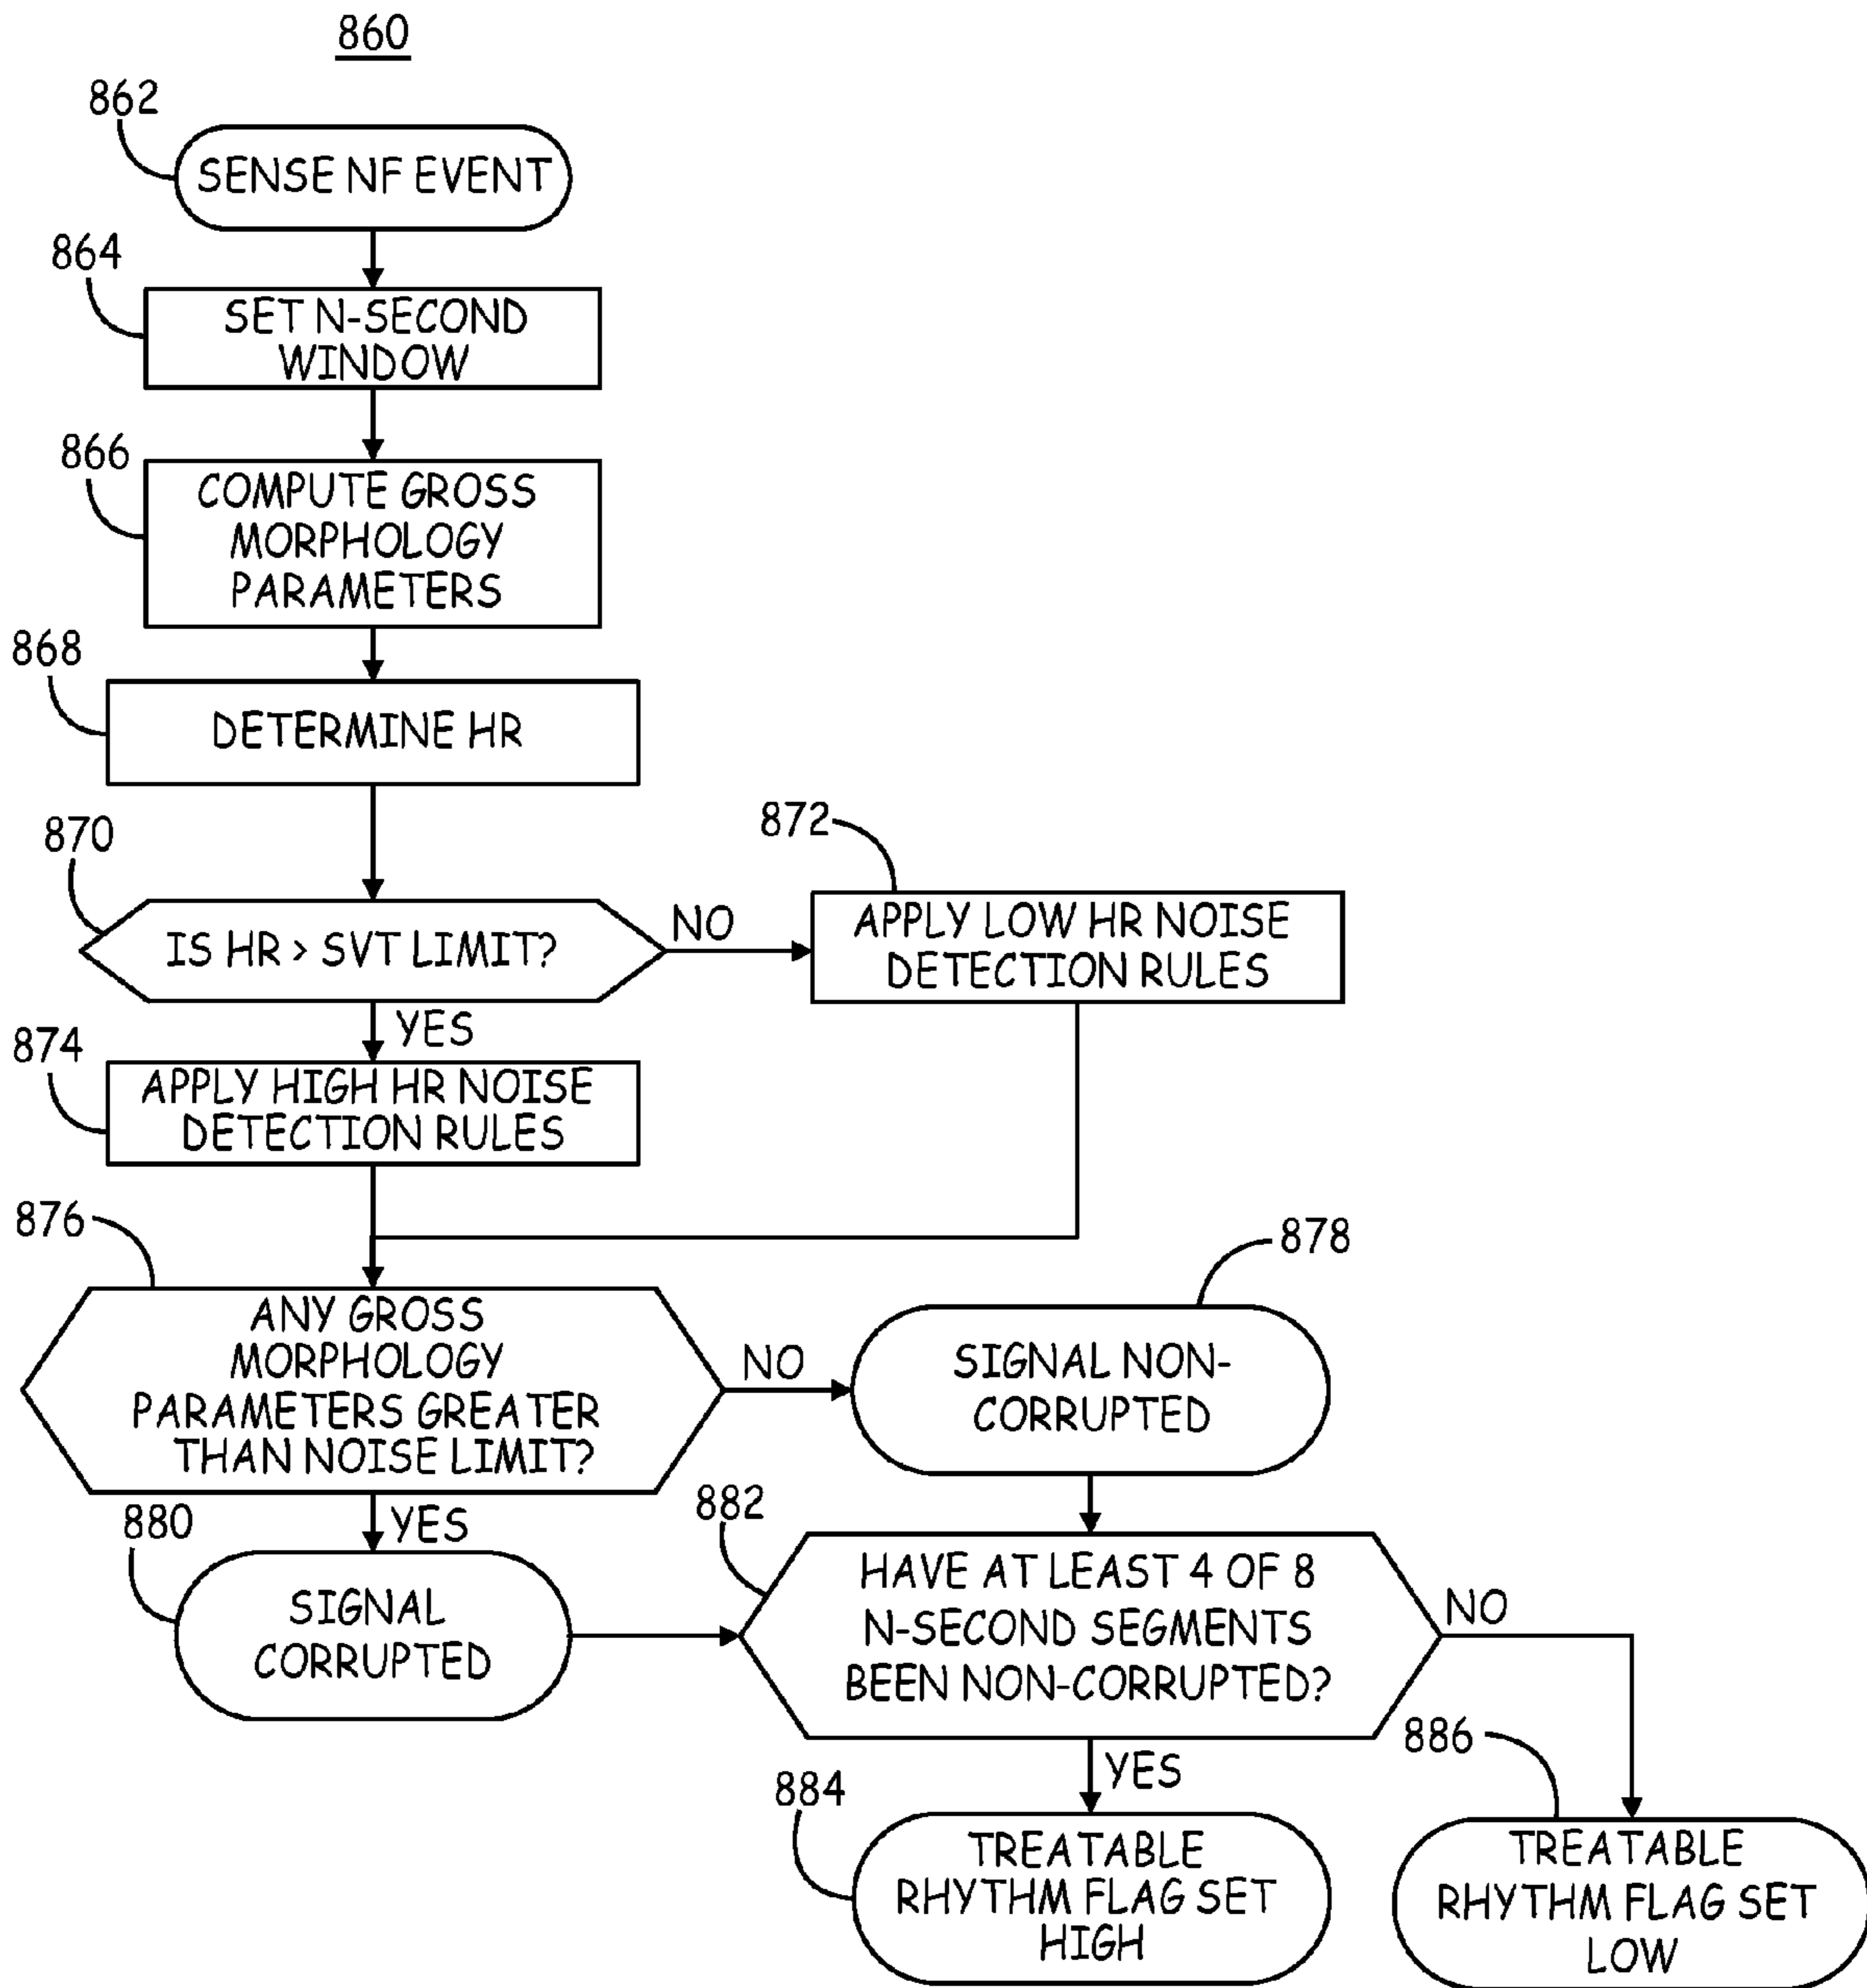 860
862
SENSE NF EVENT
864
SET N-SECOND
WINDOW
866
COMPUTE GROSS
MORPHOLOGY
PARAMETERS
868
DETERMINE HR
870
IS HR > SVT LIMIT?
NO
872
APPLY LOW HR NOISE
DETECTION RULES
YES
874
APPLY HIGH HR NOISE
DETECTION RULES
876
ANY GROSS
MORPHOLOGY
PARAMETERS GREATER
THAN NOISE LIMIT?
NO
878
SIGNAL NON-
CORRUPTED
YES
880
SIGNAL
CORRUPTED
882
HAVE AT LEAST 4 OF 8
N-SECOND SEGMENTS
BEEN NON-CORRUPTED?
NO
YES
884
TREATABLE
RHYTHM FLAG SET
HIGH
886
TREATABLE
RHYTHM FLAG SET
LOW